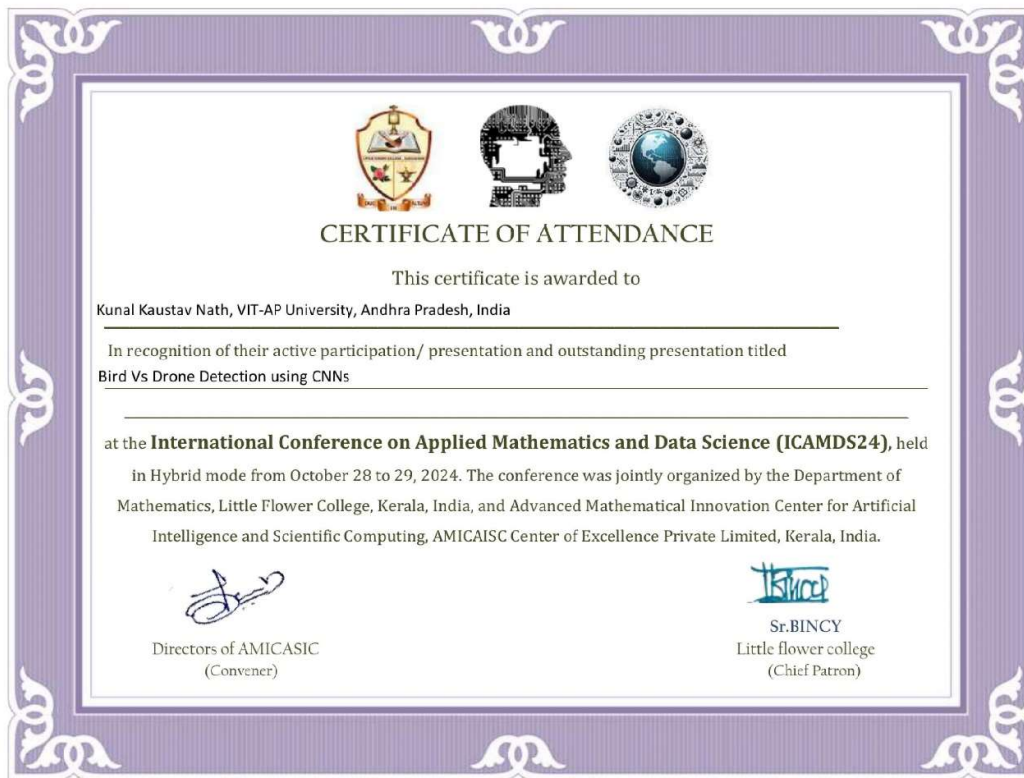 CERTIFICATE OF ATTENDANCE
This certificate is awarded to
Kunal Kaustav Nath, VIT-AP University, Andhra Pradesh, India
In recognition of their active participation/ presentation and outstanding presentation titled
Bird Vs Drone Detection using CNNs
at the International Conference on Applied Mathematics and Data Science (ICAMDS24), held
in Hybrid mode from October 28 to 29, 2024. The conference was jointly organized by the Department of
Mathematics, Little Flower College, Kerala, India, and Advanced Mathematical Innovation Center for Artificial
Intelligence and Scientific Computing, AMICAISC Center of Excellence Private Limited, Kerala, India.
Sr.BINCY
Directors of AMICASIC
Little flower college
(Convener)
(Chief Patron)